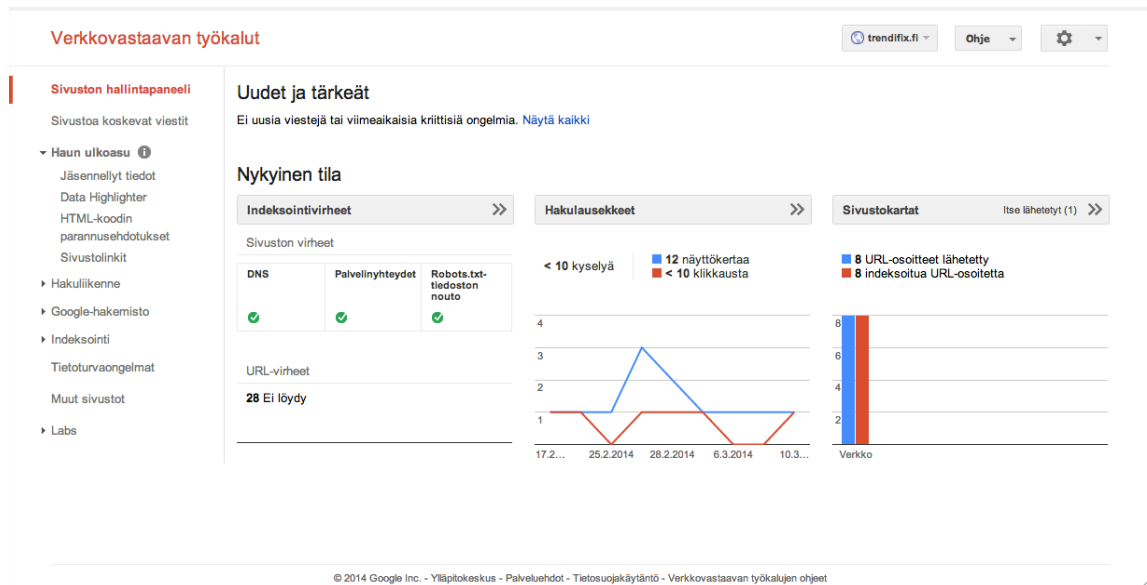 Verkkovastaavan työkalut
trendifix.fi
Ohje
Sivuston hallintapaneeli
Sivustoa koskevat viestit
Haun ulkoasu
Jäsennellyt tiedot
Data Highlighter
HTML-koodin
parannusehdotukset
Sivustolinkit
Hakuliikenne
Google-hakemisto
Indeksointi
Tietoturvaongelmat
Muut sivustot
Labs
Uudet ja tärkeät
Ei uusia viestejä tai viimeaikaisia kriittisiä ongelmia. Näytä kaikki
Nykyinen tila
Indeksointivirheet
Sivuston virheet
DNS
Palvelinyhteydet
Robots.txt-
tiedoston
nouto
URL-virheet
28 Ei löydy
Hakulausekkeet
< 10 kyselyä
12 näyttökertaa
< 10 klikkausta
4
3
2
1
17.2... 25.2.2014 28.2.2014 6.3.2014 10.3...
Sivustokartat Itse lähetetyt (1)
8 URL-osoitteet lähetetty
8 indeksoitua URL-osoitetta
8
6
4
2
Verkko
© 2014 Google Inc. - Ylläpitokeskus - Palveluehdot - Tietosuojakäytäntö - Verkkovastaavan työkalujen ohjeet